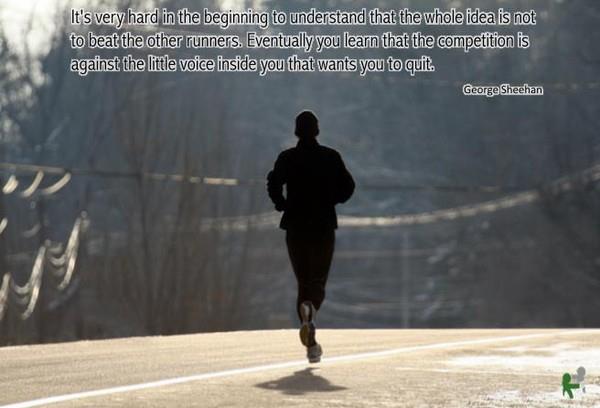 It's very hard in the beginning to understand that the whole idea is not
to beat the other runners. Eventually you learn that the competition is
against the little voice inside you that wants you to quit.
George Sheehan